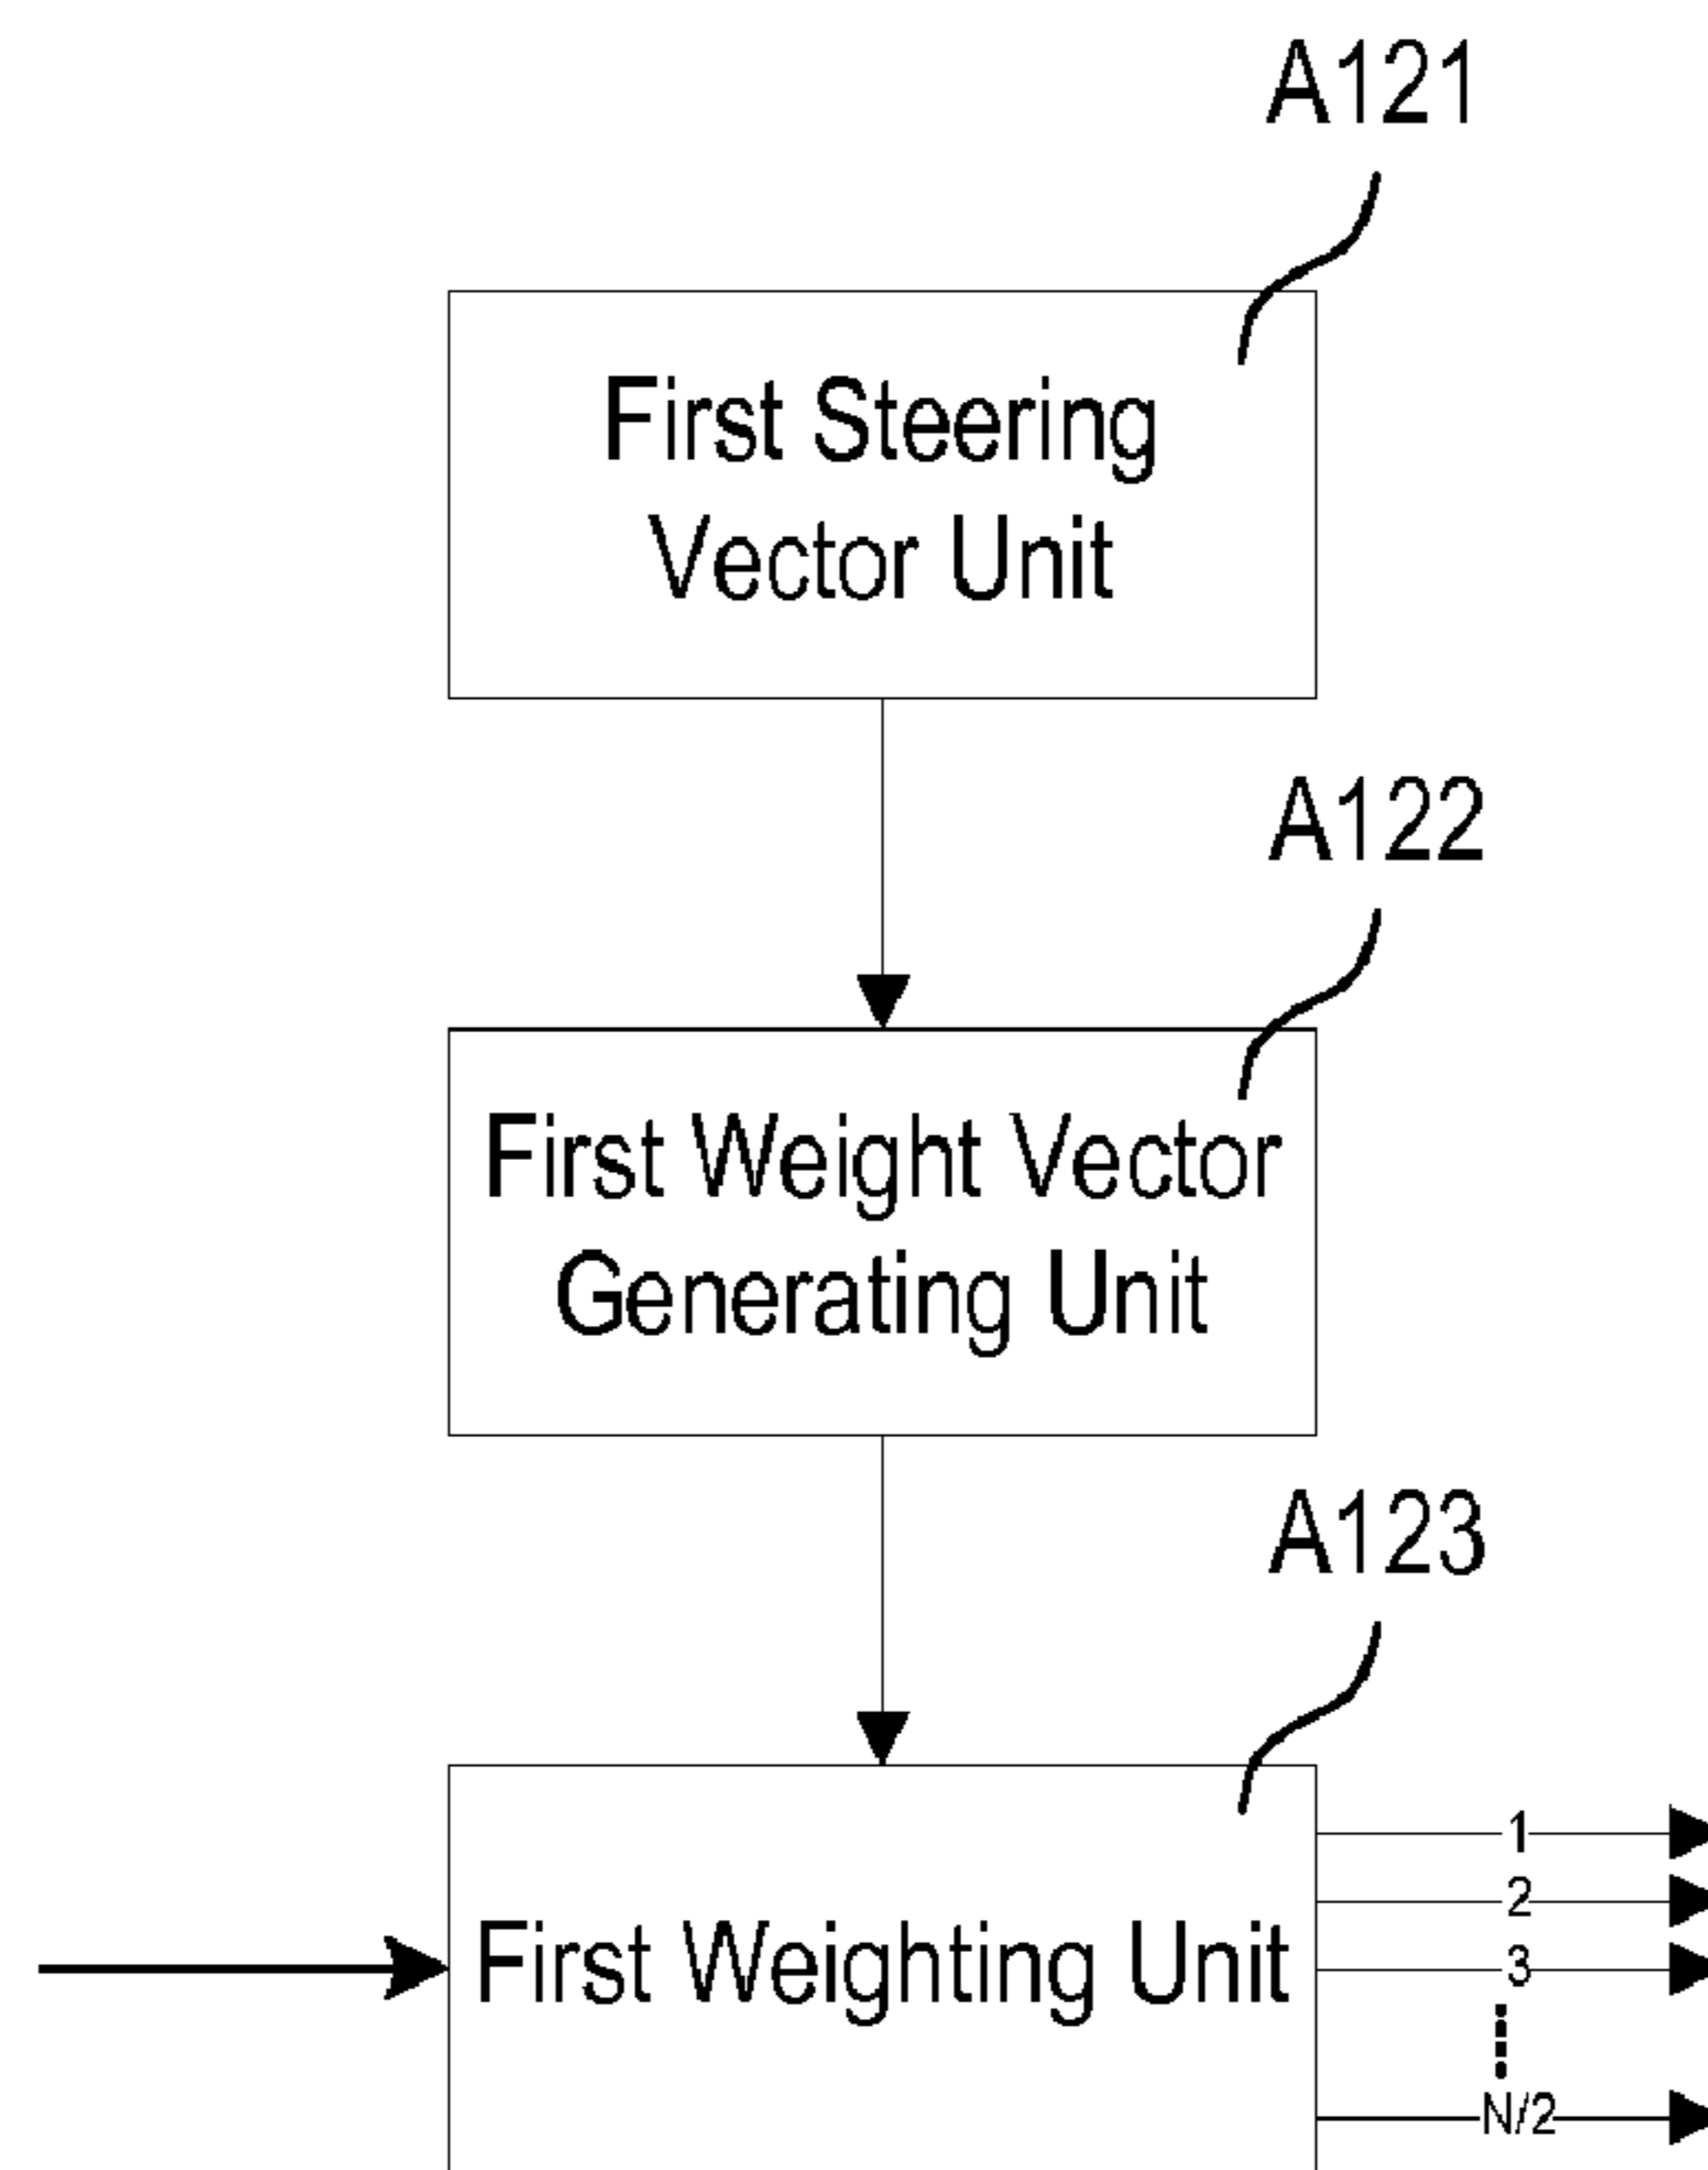 A121
First Steering
Vector Unit
A122
First Weight Vector
Generating Unit
A123
First Weighting Unit
1
2
3
N/2